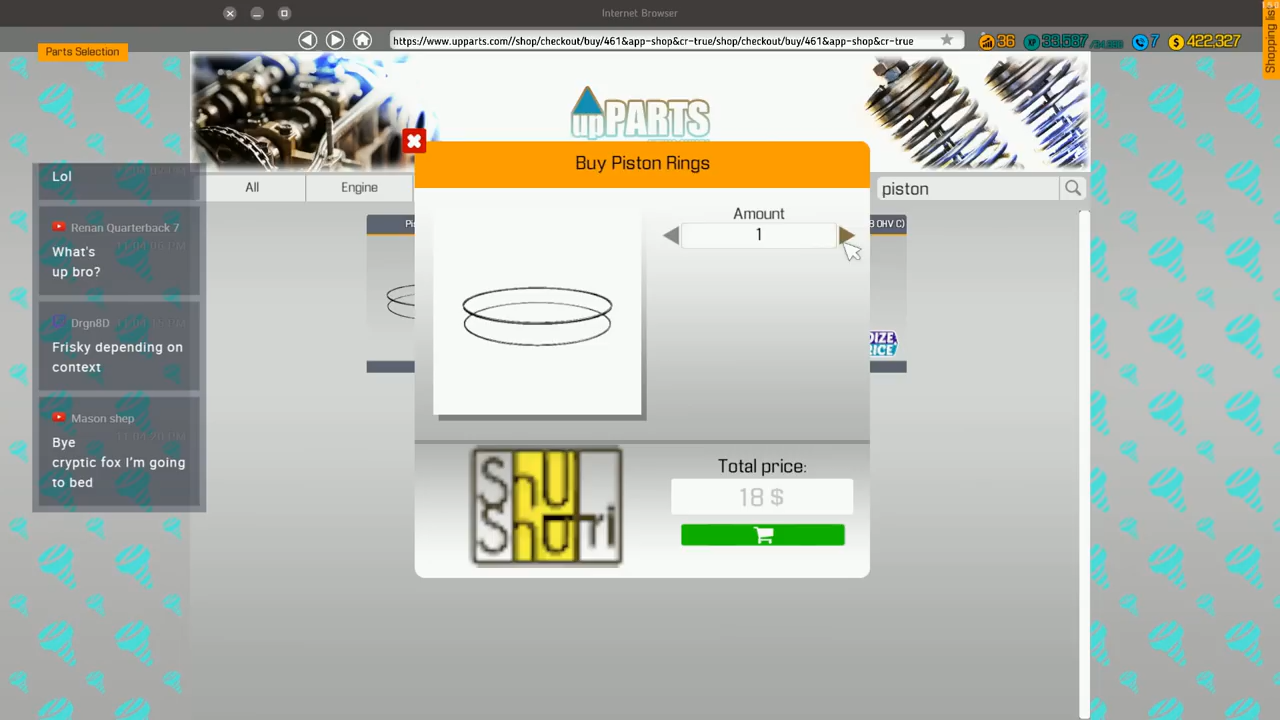 Internet Browser
https://www.upparts.com//shop/checkout/buy/461&app-shop&cr-true/shop/checkout/buy/461&app-shop&cr-true
36
7
422,327
Shopping list
Parts Selection
upPARTS
Buy Piston Rings
All
Engine
piston
Lol
Renan Quarterback 7
What's
up bro?
Drgn8D
Frisky depending on
context
Mason shep
Bye
cryptic fox I'm going
to bed
Amount
1
OHV C)
Total price:
18 $